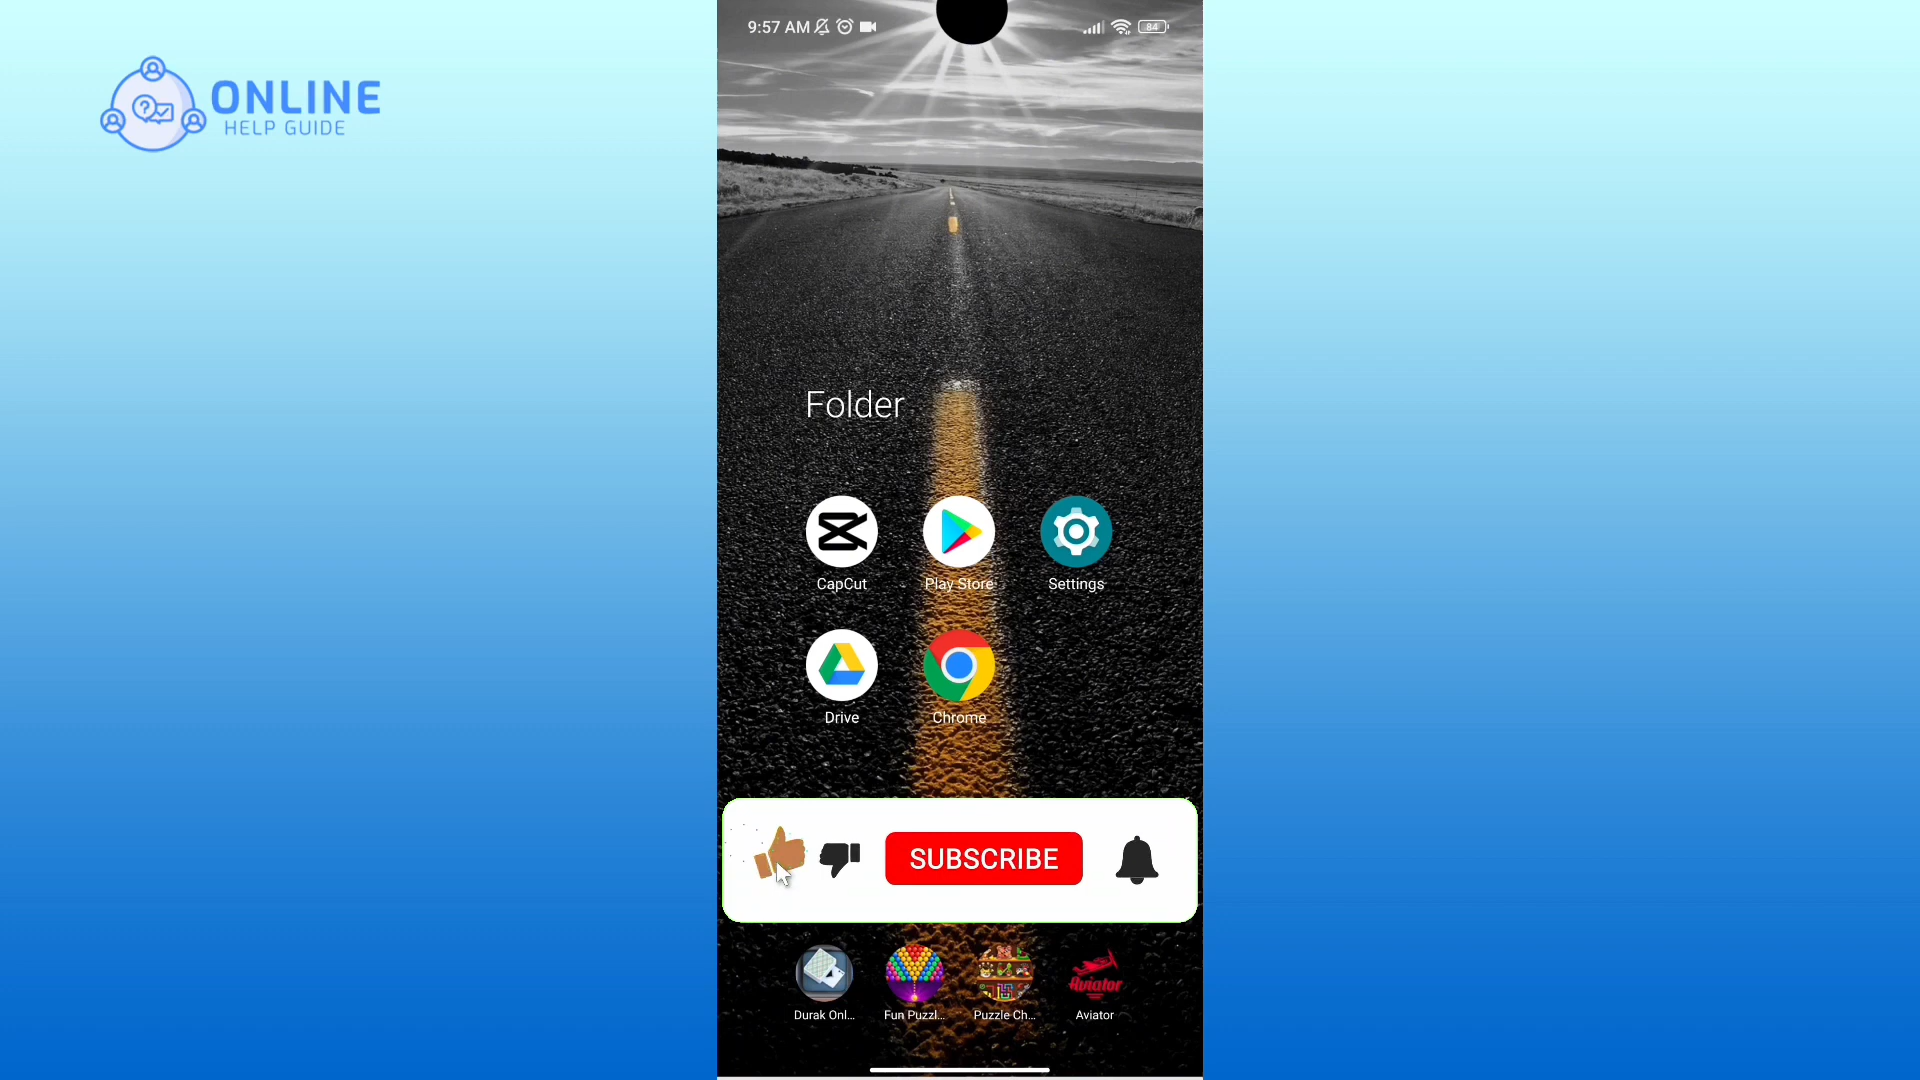 9:57 AM
84
ONLINE
HELP GUIDE
Folder
CapCut
Play Store
Settings
Drive
Chrome
SUBSCRIBE
Aviator
Durak Onl...
Fun Puzzl...
Puzzle Ch...
Aviator